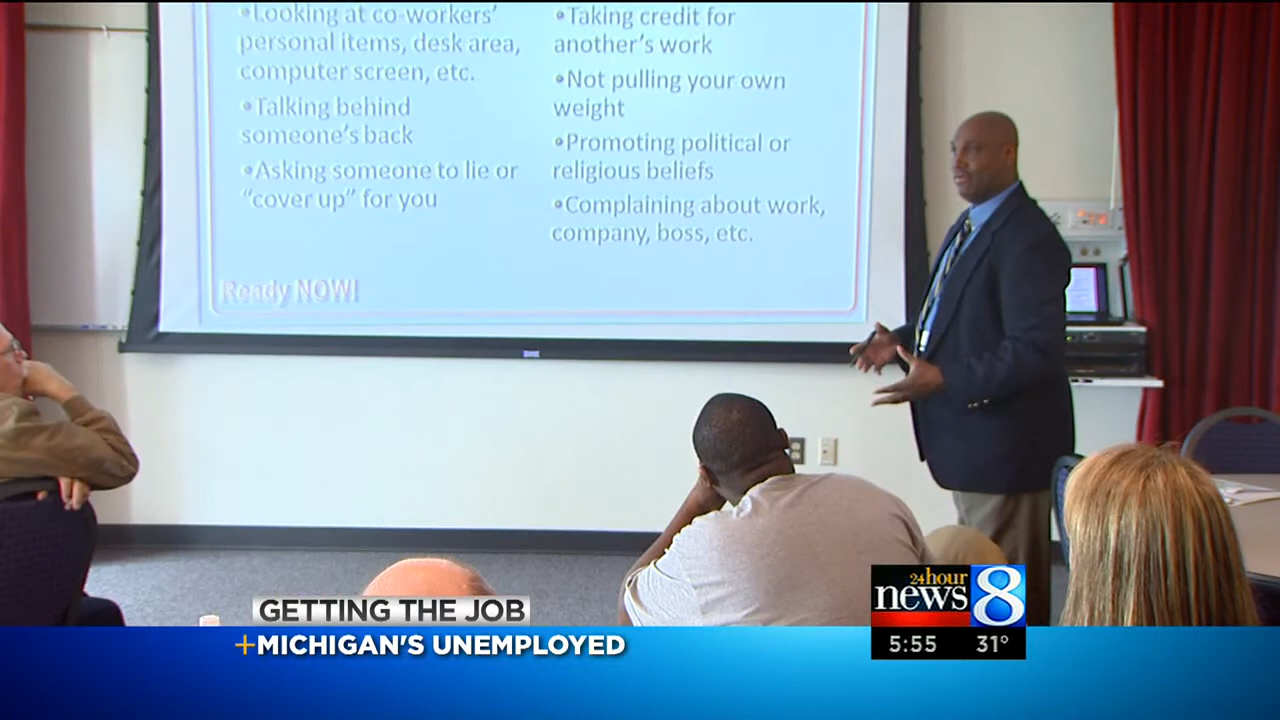 •Looking at co-workers'
personal items, desk area,
computer screen, etc.
•Talking behind
someone's back
•Asking someone to lie or
"cover up" for you
•Taking credit for
another's work
•Not pulling your own
weight
•Promoting political or
religious beliefs
•Complaining about work,
company, boss, etc.
Ready NOW!
GETTING THE JOB
+MICHIGAN'S UNEMPLOYED
24hour
news 8
5:55 31°